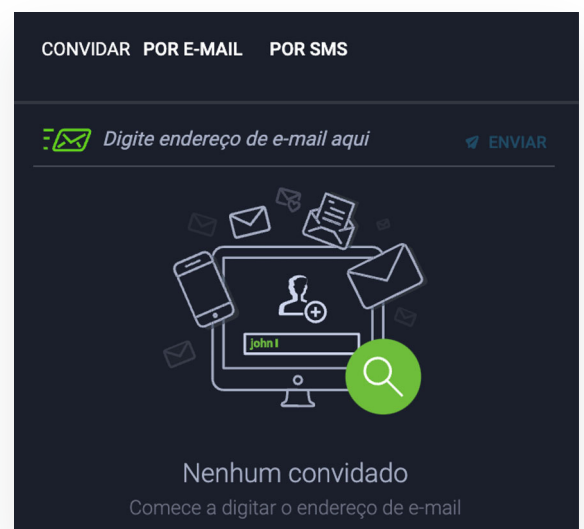 CONVIDAR POR E-MAIL POR SMS
Digite endereço de e-mail aqui ENVIAR
john
Nenhum convidado
Comece a digitar o endereço de e-mail